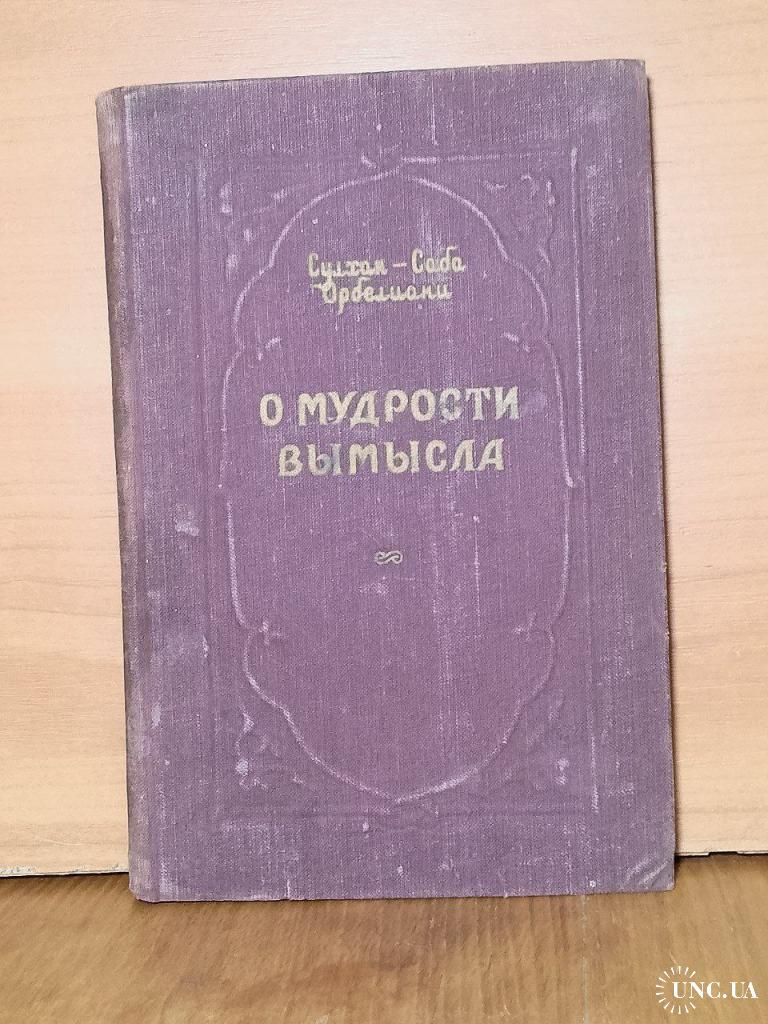 Сулхан – Саба
Орбелиани
О МУДРОСТИ
ВЫМЫСЛА
UNC.UA